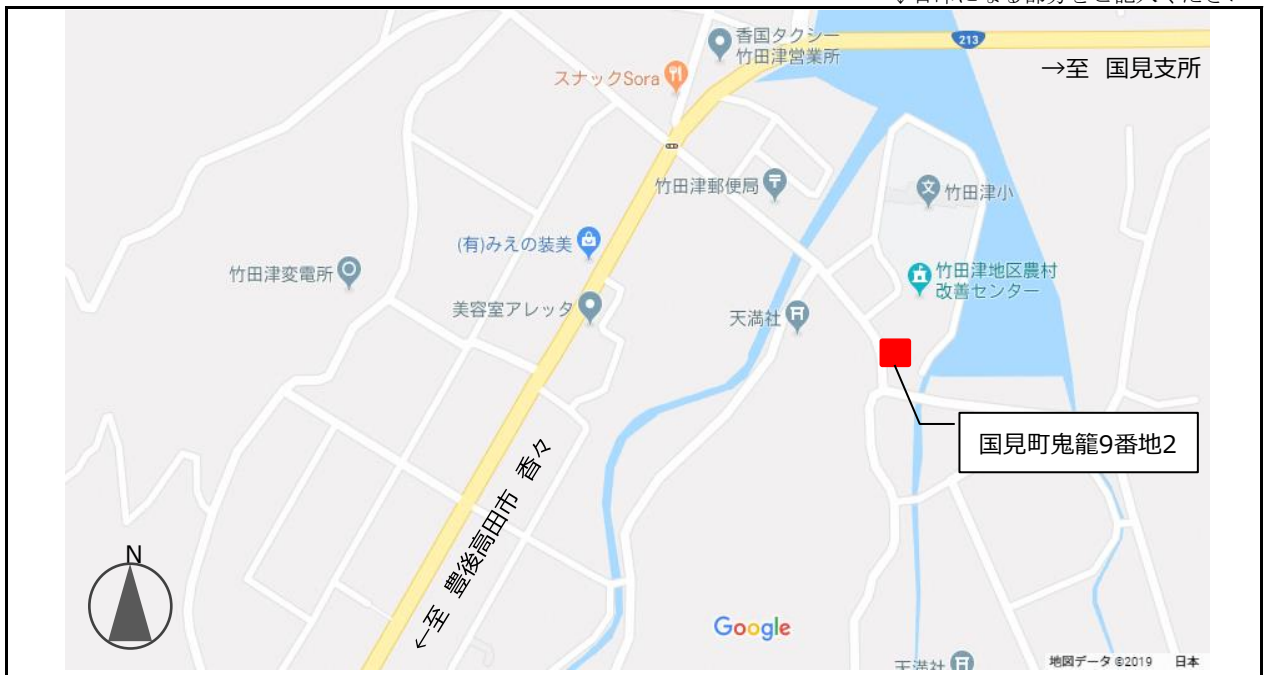 香国タクシー
竹田津営業所
213
→至 国見支所
スナックSora
竹田津郵便局
竹田津小
(有)みえの装美
竹田津変電所
竹田津地区農村
改善センター
美容室アレッタ
天満社
国見町鬼籠9番地2
←至 豊後高田市 香々
N
Google
天満社
地図データ ©2019 日本